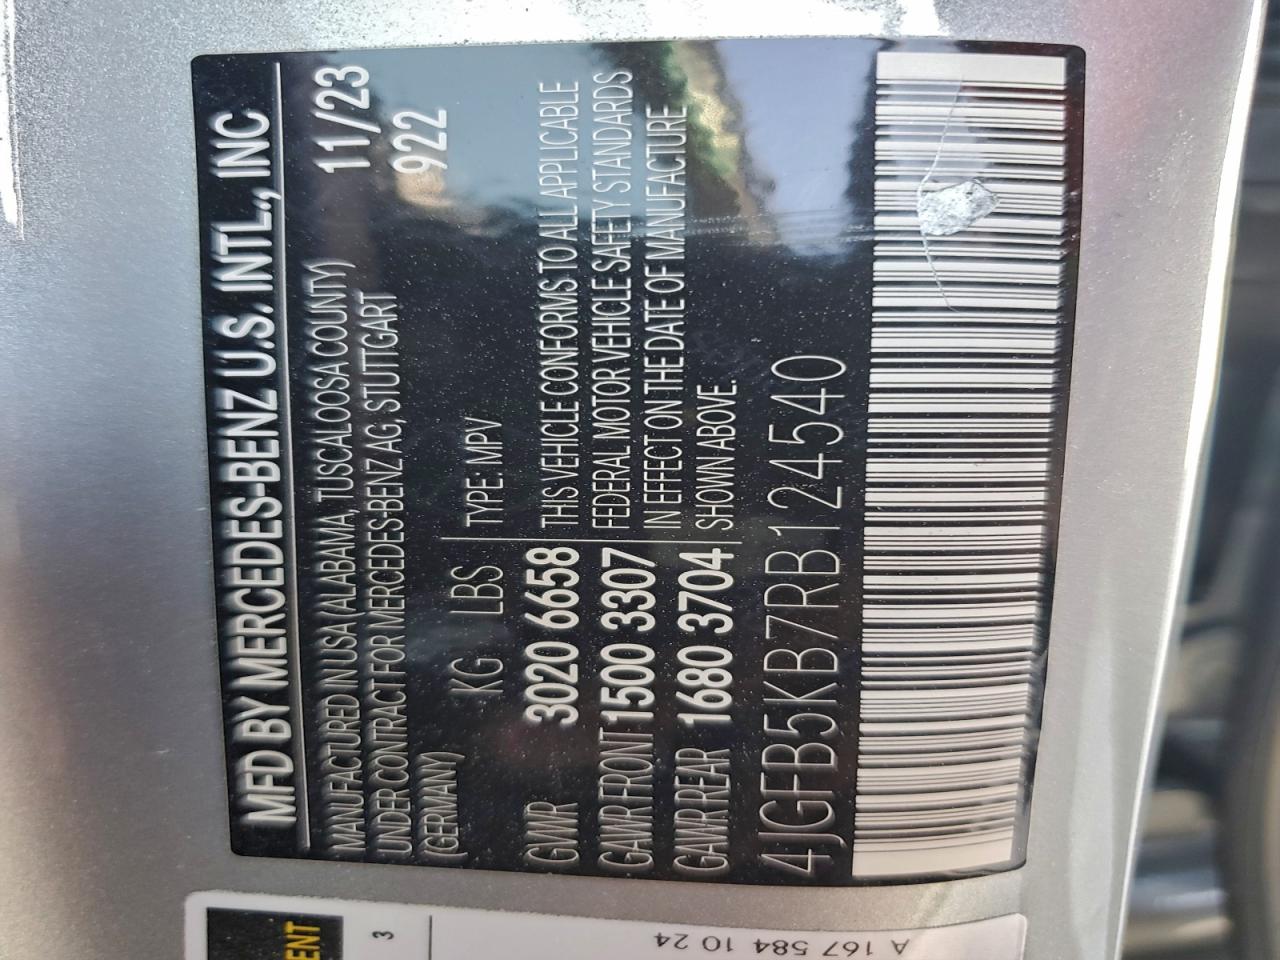 MFD BY MERCEDES-BENZ U.S. INTL., INC
MANUFACTURED IN USA (ALABAMA, TUSCALOOSA COUNTY) 11/23
UNDER CONTRACT FOR MERCEDES-BENZ AG, STUTTGART 922
(GERMANY)
KG LBS TYPE: MPV
GWR 3020 6658 THIS VEHICLE CONFORMS TO ALL APPLICABLE
GAWR FRONT 1500 3307 FEDERAL MOTOR VEHICLE SAFETY STANDARDS
IN EFFECT ON THE DATE OF MANUFACTURE
GAWR REAR 1680 3704 SHOWN ABOVE.
4JGFB5KB7RB124540
3
A 167 584 10 24